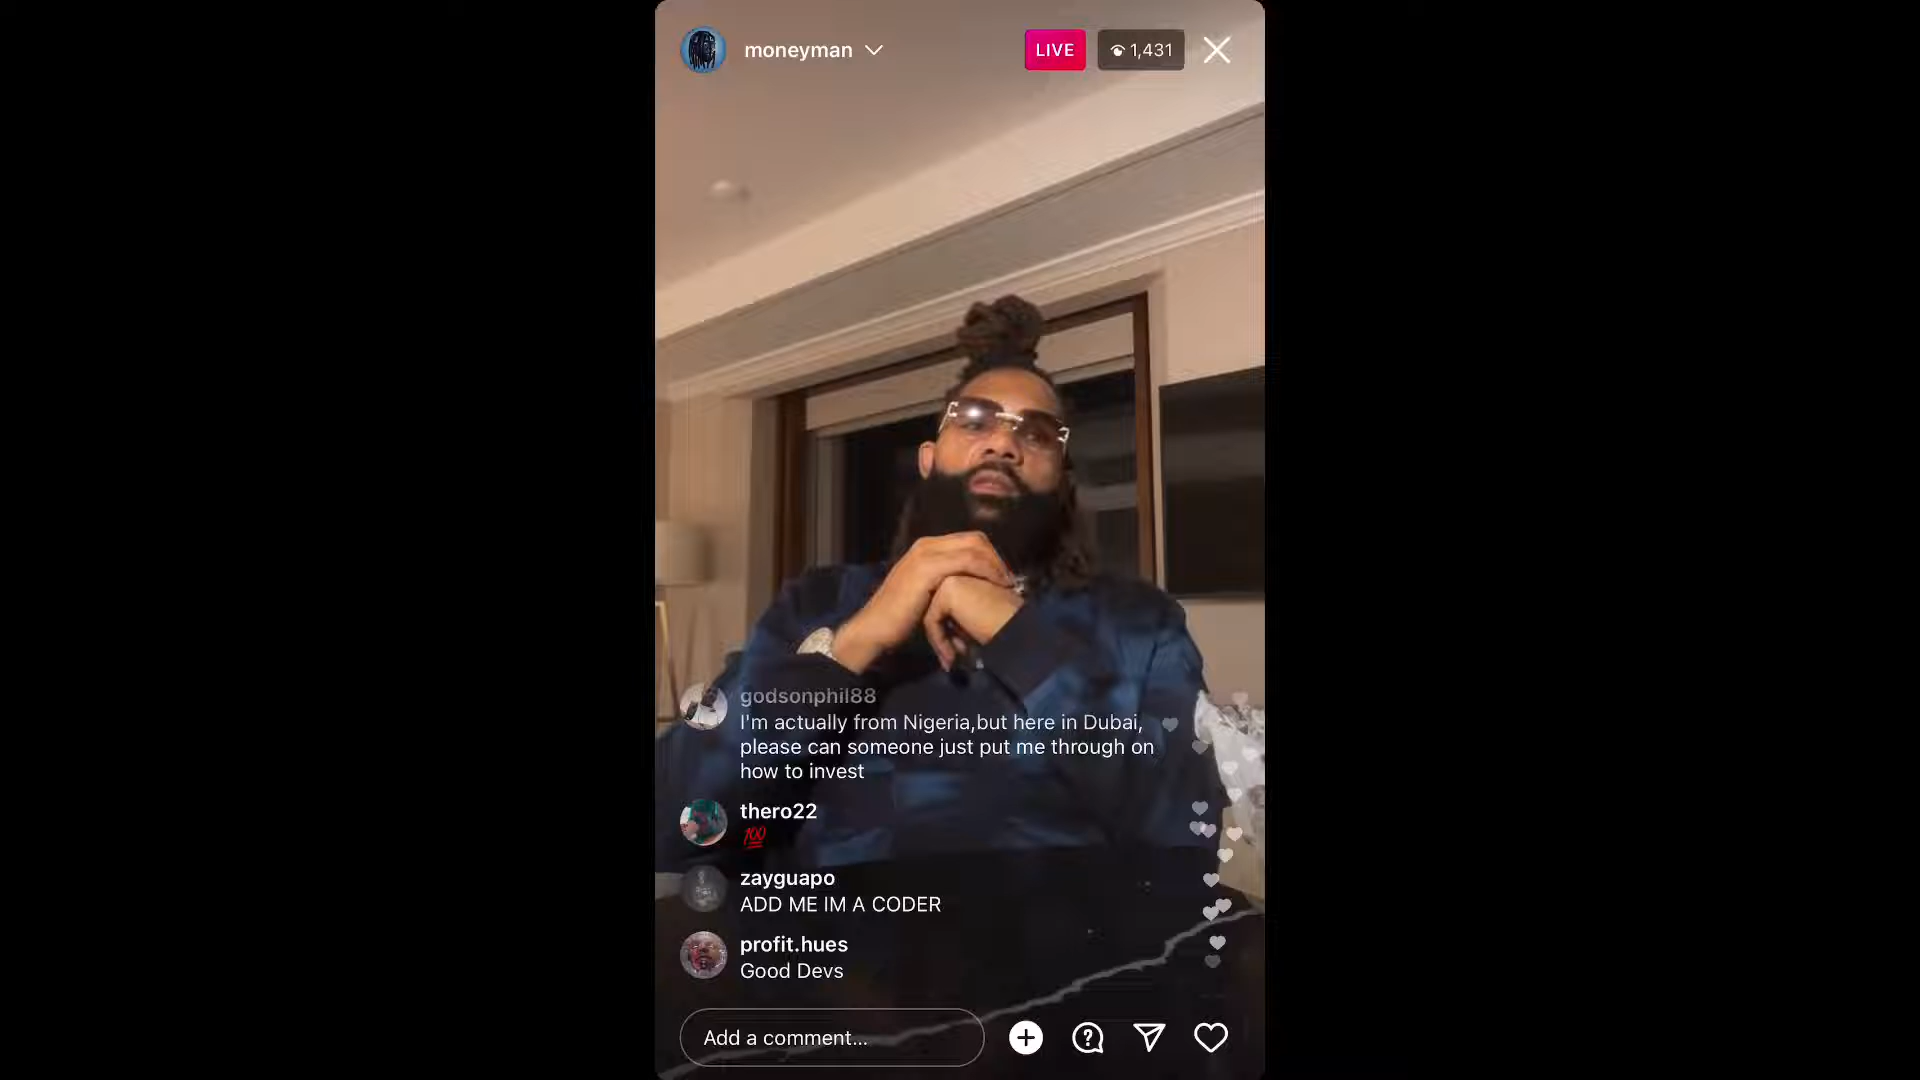 moneyman
LIVE
1,431
godsonphil88
I'm actually from Nigeria,but here in Dubai,
please can someone just put me through on
how to invest
thero22
💯
zayguapo
ADD ME IM A CODER
profit.hues
Good Devs
Add a comment...